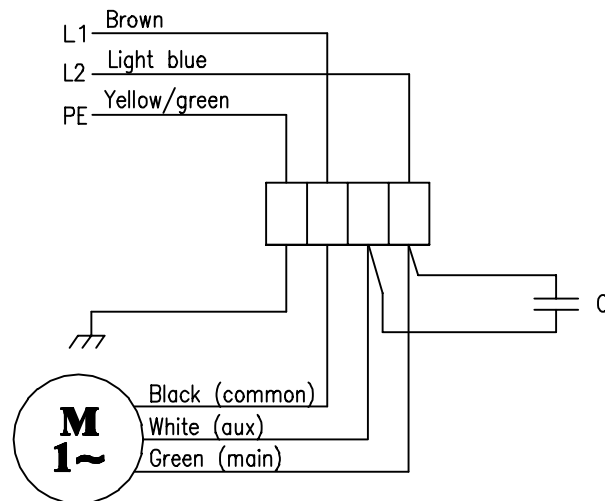 L1 Brown
L2 Light blue
PE Yellow/green
C
Black (common)
White (aux)
Green (main)
M
1~